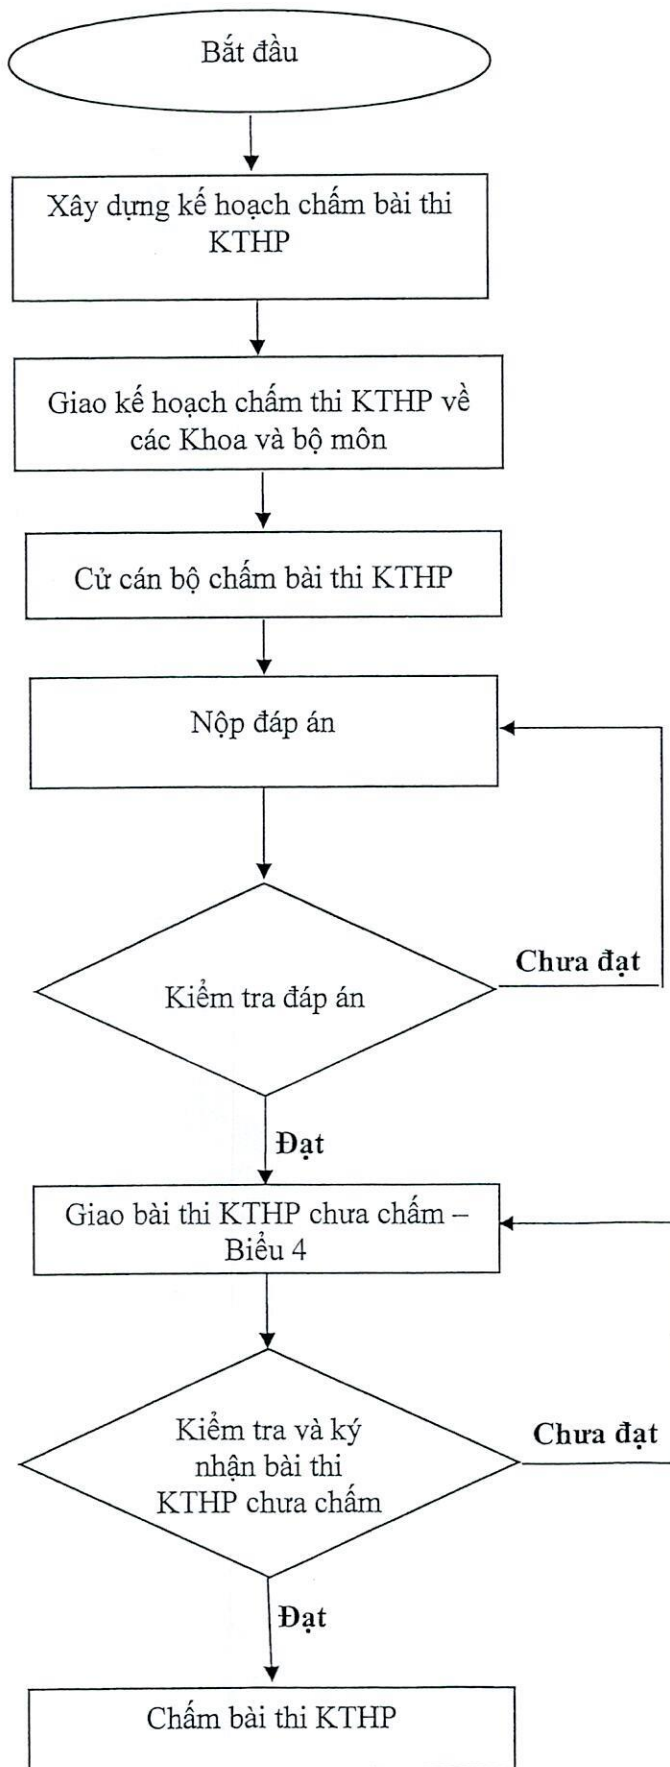 Bắt đầu
Xây dựng kế hoạch chấm bài thi
KTHP
Giao kế hoạch chấm thi KTHP về
các Khoa và bộ môn
Cử cán bộ chấm bài thi KTHP
Nộp đáp án
Chưa đạt
Kiểm tra đáp án
Đạt
Giao bài thi KTHP chưa chấm –
Biểu 4
Kiểm tra và ký
nhận bài thi
KTHP chưa chấm
Chưa đạt
Đạt
Chấm bài thi KTHP